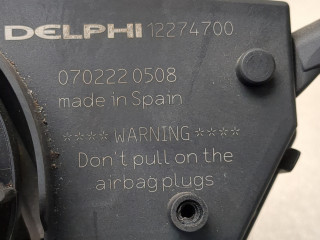 DELPHI 12274700
070222 0508
made in Spain
**** WARNING ****
Don't pull on the
airbag plugs